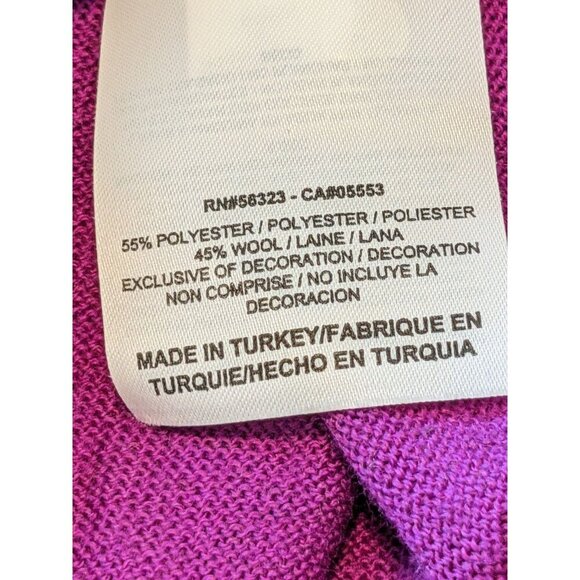 RN#56323 - CA#05553
55% POLYESTER / POLYESTER / POLIESTER
45% WOOL / LAINE / LANA
EXCLUSIVE OF DECORATION / DECORATION
NON COMPRISE / NO INCLUYE LA
DECORACION
MADE IN TURKEY/FABRIQUE EN
TURQUIE/HECHO EN TURQUIA